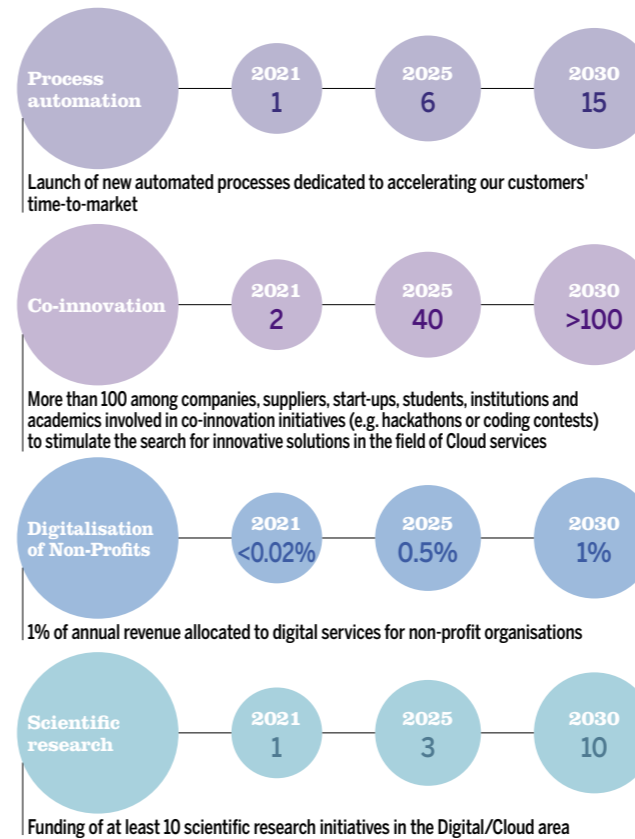 Process
automation
2021
1
2025
6
2030
15
Launch of new automated processes dedicated to accelerating our customers'
time-to-market
Co-innovation
2021
2
2025
40
2030
>100
More than 100 among companies, suppliers, start-ups, students, institutions and
academics involved in co-innovation initiatives (e.g. hackathons or coding contests)
to stimulate the search for innovative solutions in the field of Cloud services
Digitalisation
of Non-Profits
2021
<0.02%
2025
0.5%
2030
1%
1% of annual revenue allocated to digital services for non-profit organisations
Scientific
research
2021
1
2025
3
2030
10
Funding of at least 10 scientific research initiatives in the Digital/Cloud area